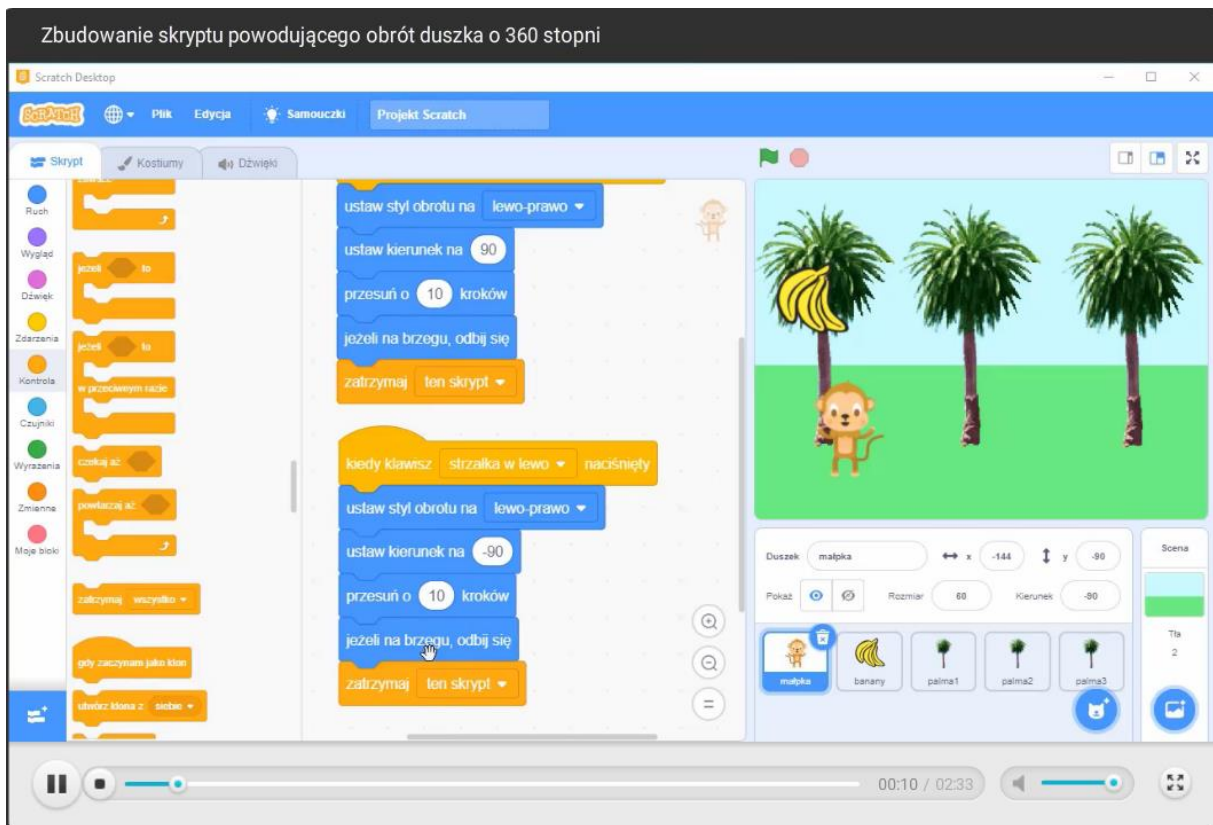 Zbudowanie skryptu powodującego obrót duszka o 360 stopni
Scratch Desktop
SCRATCH
Plik
Edycja
Samouczki
Projekt Scratch
Skrypt
Kostiumy
Dźwięki
Ruch
Wygląd
Dźwięk
Zdarzenia
Kontrola
Czujniki
Wyrażenia
Zmienne
Moje bloki
jeżeli to
jeżeli to
w przeciwnym razie
czekaj aż
powtarzaj aż
zatrzymaj wszystko
gdy zaczynam jako klon
utwórz klona z siebie
ustaw styl obrotu na lewo-prawo
ustaw kierunek na 90
przesuń o 10 kroków
jeżeli na brzegu, odbij się
zatrzymaj ten skrypt
kiedy klawisz strzałka w lewo naciśnięty
ustaw styl obrotu na lewo-prawo
ustaw kierunek na -90
przesuń o 10 kroków
jeżeli na brzegu, odbij się
zatrzymaj ten skrypt
Duszek małpka x -144 y -90
Pokaż Rozmiar 60 Kierunek -90
małpka
banany
palma1
palma2
palma3
Scena
Tła
2
00:10 / 02:33